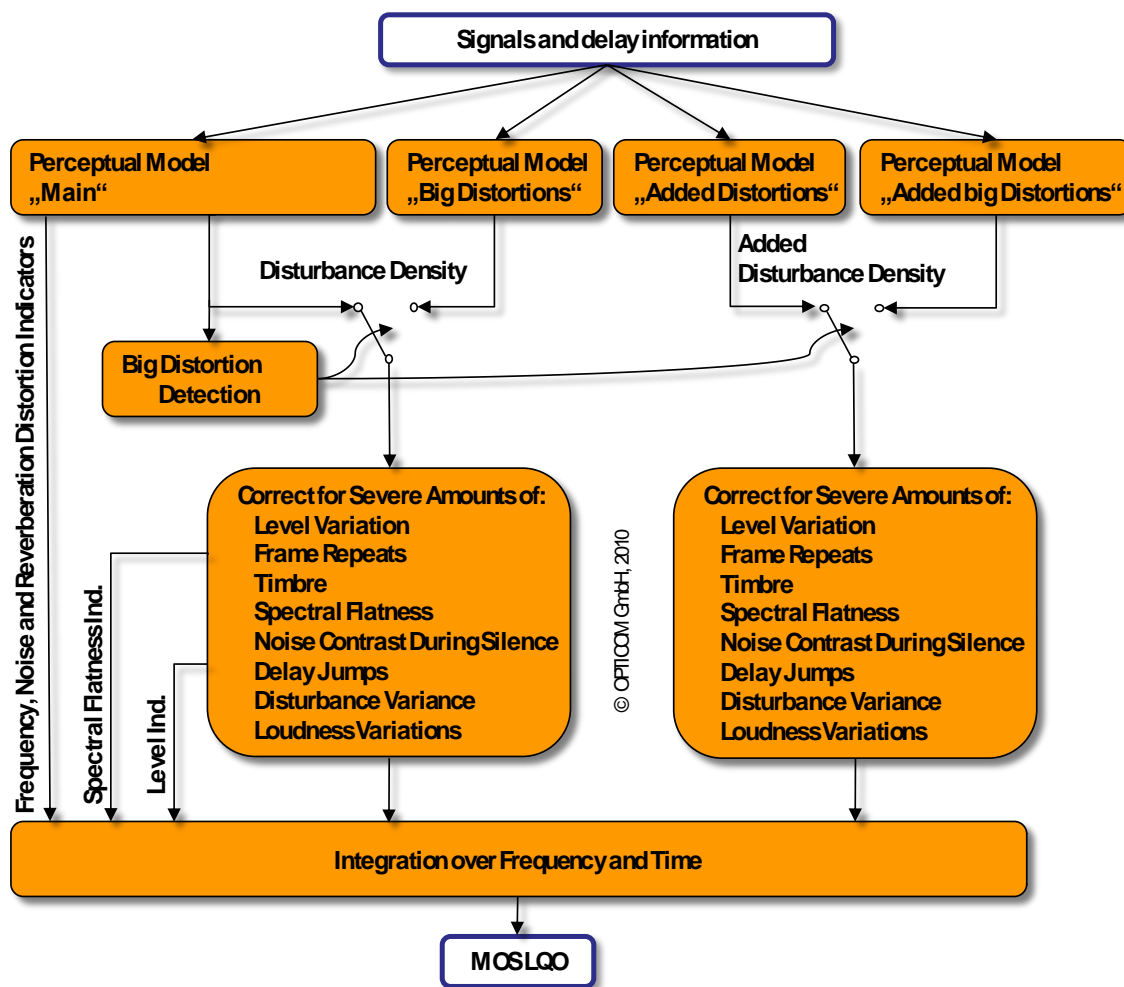 Signals and delay information
Perceptual Model
„Main“
Perceptual Model
„Big Distortions“
Perceptual Model
„Added Distortions“
Perceptual Model
„Added big Distortions“
Frequency, Noise and Reverberation Distortion Indicators
Disturbance Density
Added
Disturbance Density
Big Distortion
Detection
Spectral Flatness Ind.
Level Ind.
Correct for Severe Amounts of:
Level Variation
Frame Repeats
Timbre
Spectral Flatness
Noise Contrast During Silence
Delay Jumps
Disturbance Variance
Loudness Variations
© OPTICOM GmbH, 2010
Correct for Severe Amounts of:
Level Variation
Frame Repeats
Timbre
Spectral Flatness
Noise Contrast During Silence
Delay Jumps
Disturbance Variance
Loudness Variations
Integration over Frequency and Time
MOSLQO